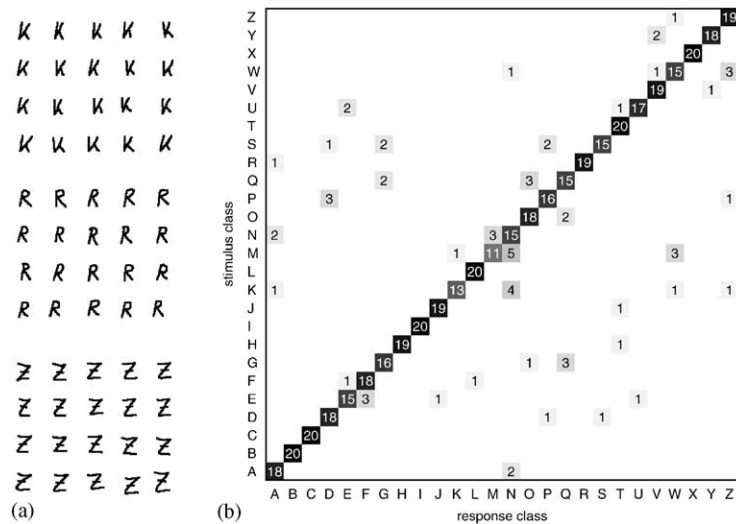 K K K K K
K K K K K
K K K K K
K K K K K
R R R R R
R R R R R
R R R R R
R R R R R
Z Z Z Z Z
Z Z Z Z Z
Z Z Z Z Z
Z Z Z Z Z
(a)
stimulus class
Z 1 19
Y 2 18
X 20
W 1 1 15 3
V 19 1
U 2 1 17
T 20
S 1 2 2 15
R 1 19
Q 2 3 15
P 3 16 1
O 18 2
N 2 3 15
M 1 11 5 3
L 20
K 1 13 4 1 1
J 19 1
I 20
H 19 1
G 16 1 3
F 1 18 1
E 15 3 1 1
D 18 1 1
C 20
B 20
A 18 2
A B C D E F G H I J K L M N O P Q R S T U V W X Y Z
response class
(b)